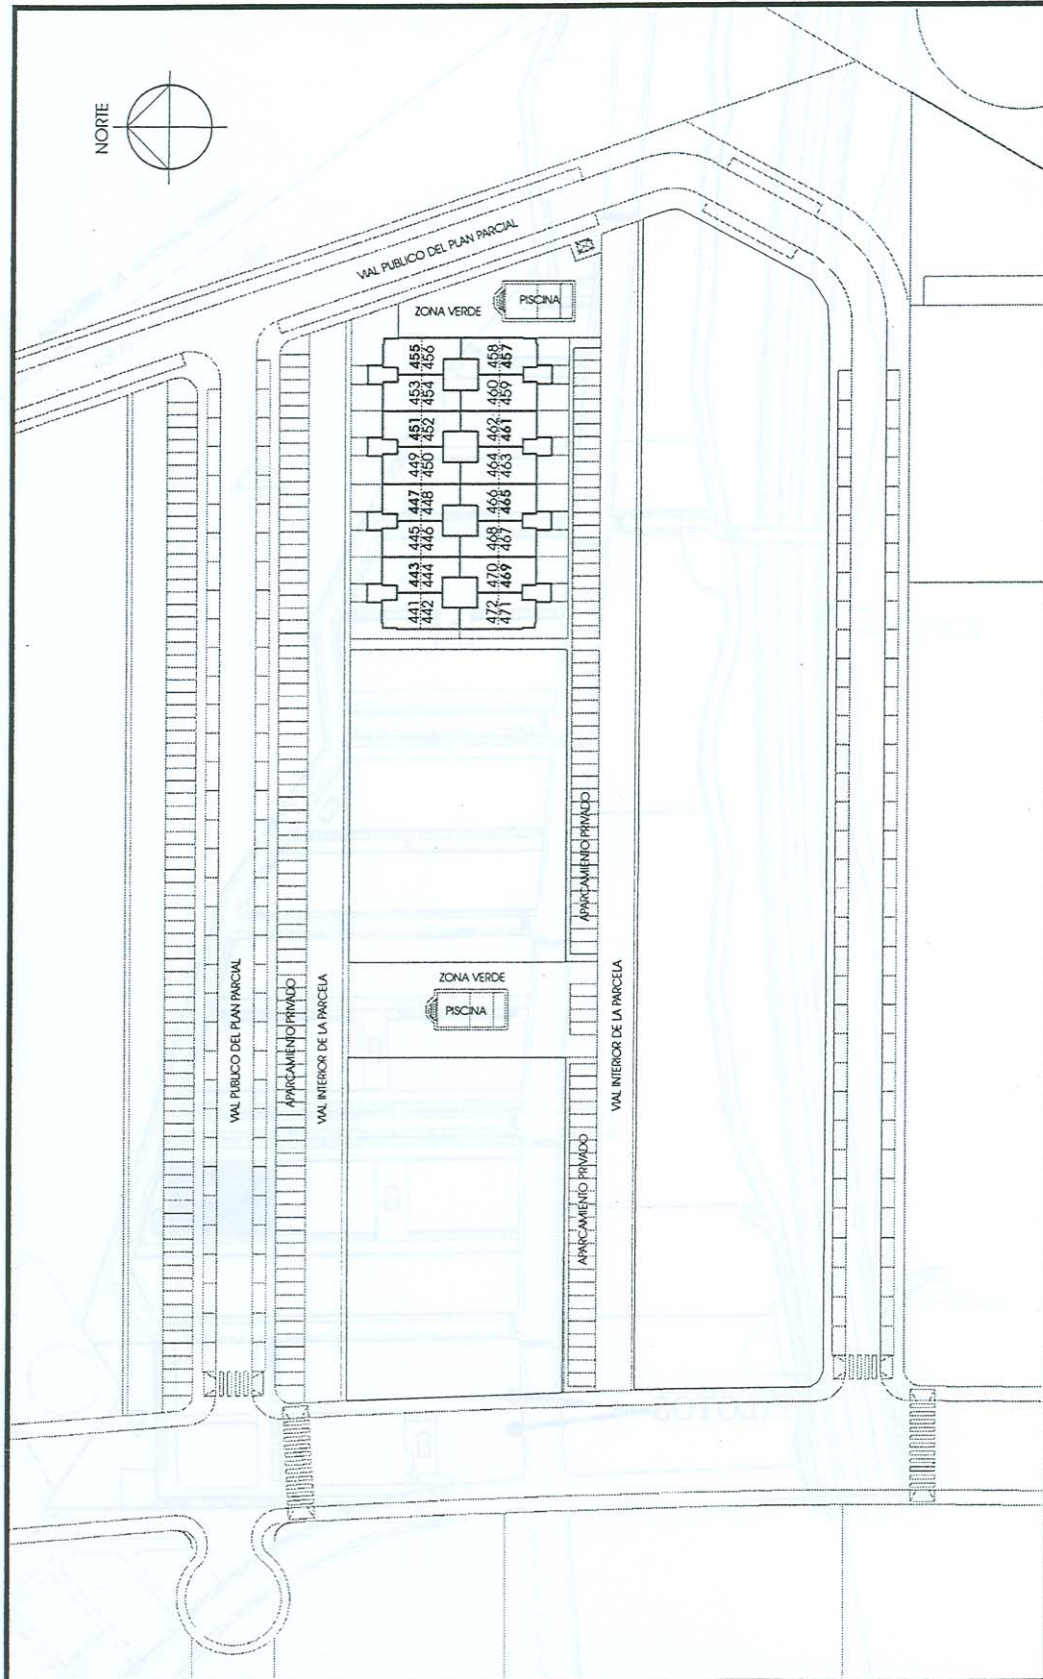 NORTE
VIAL PUBLICO DEL PLAN PARCIAL
ZONA VERDE
PISCINA
455
456
453
454
451
452
449
450
447
448
445
446
443
444
441
442
458
457
460
459
462
461
464
463
466
465
468
467
470
469
472
471
APARCAMIENTO PRIVADO
ZONA VERDE
PISCINA
VIAL PUBLICO DEL PLAN PARCIAL
APARCAMIENTO PRIVADO
VIAL INTERIOR DE LA PARCELA
VIAL INTERIOR DE LA PARCELA
APARCAMIENTO PRIVADO